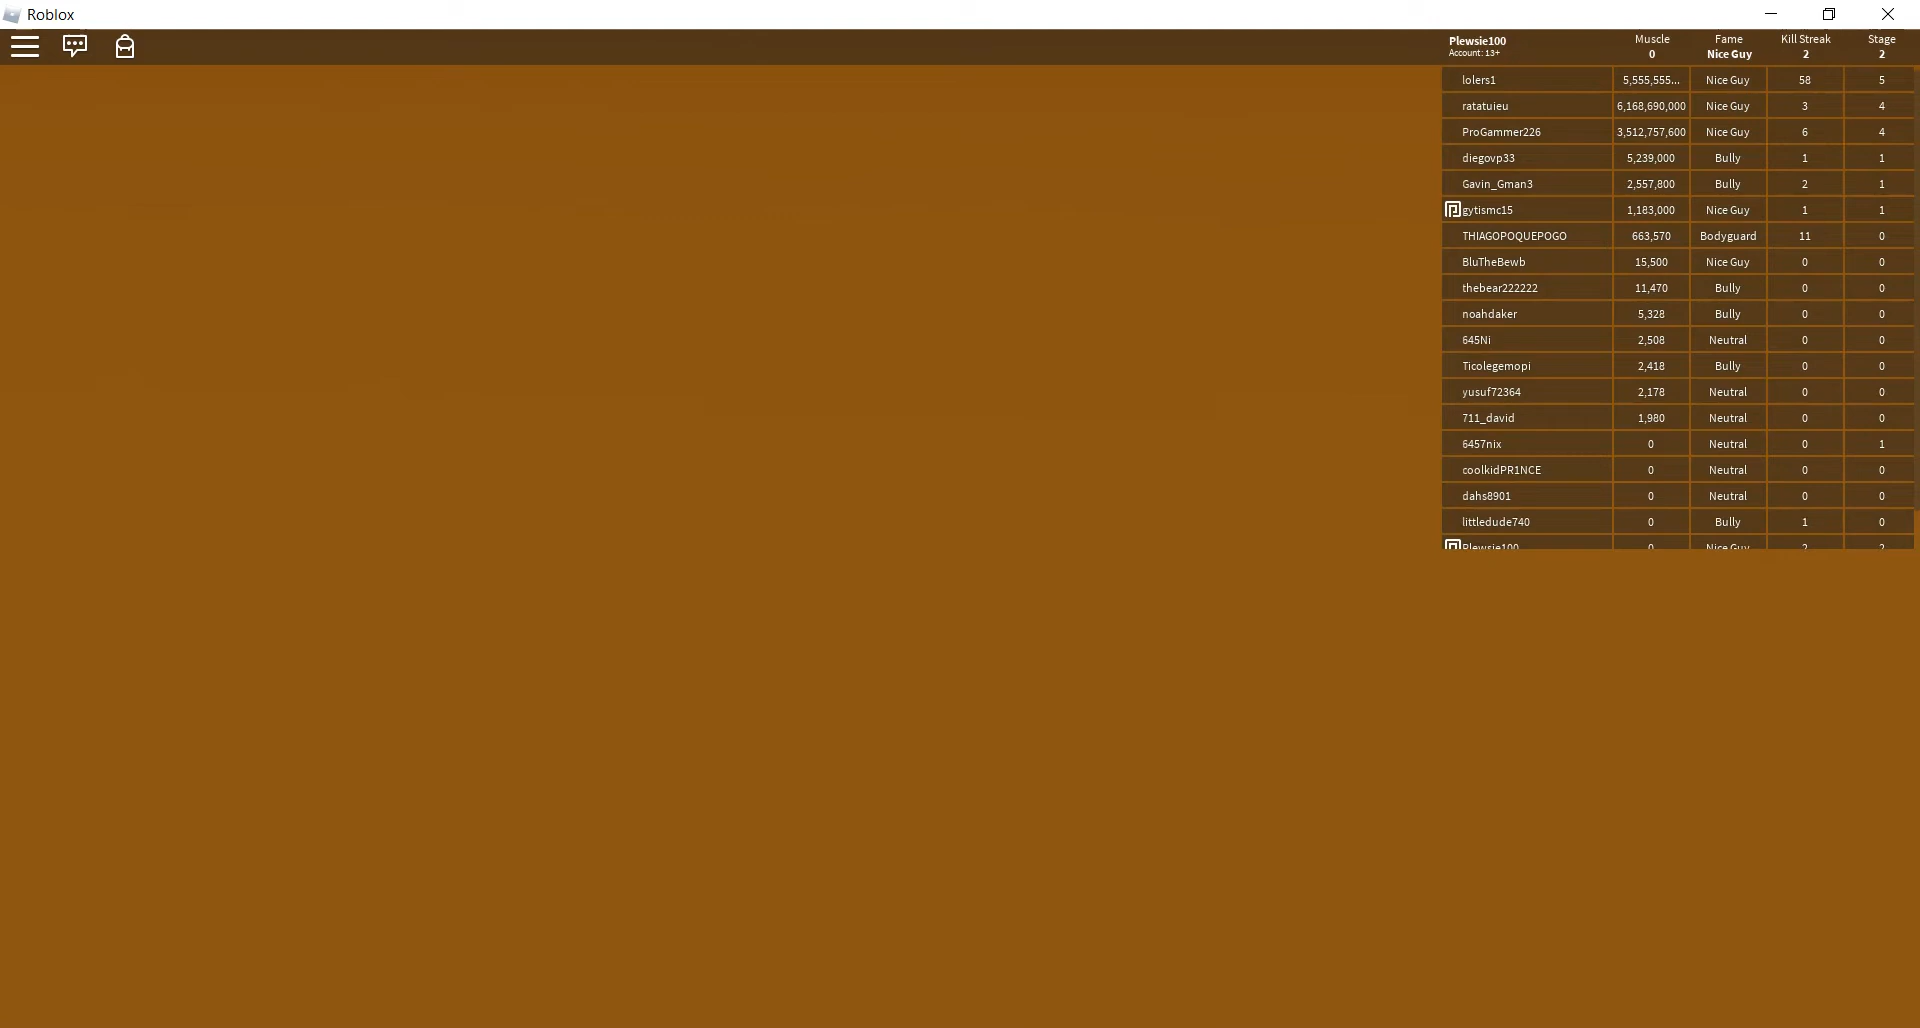 Roblox
Plewsie100 Muscle Fame Kill Streak Stage
Account: 13+ 0 Nice Guy 2 2
lolers1 5,555,555... Nice Guy 58 5
ratatuieu 6,168,690,000 Nice Guy 3 4
ProGammer226 3,512,757,600 Nice Guy 6 4
diegovp33 5,239,000 Bully 1 1
Gavin_Gman3 2,557,800 Bully 2 1
gytismc15 1,183,000 Nice Guy 1 1
THIAGOPOQUEPOGO 663,570 Bodyguard 11 0
BluTheBewb 15,500 Nice Guy 0 0
thebear222222 11,470 Bully 0 0
noahdaker 5,328 Bully 0 0
645Ni 2,508 Neutral 0 0
Ticolegemopi 2,418 Bully 0 0
yusuf72364 2,178 Neutral 0 0
711_david 1,980 Neutral 0 0
6457nix 0 Neutral 0 1
coolkidPR1NCE 0 Neutral 0 0
dahs8901 0 Neutral 0 0
littledude740 0 Bully 1 0
Plewsie100 0 Nice Guy 2 2